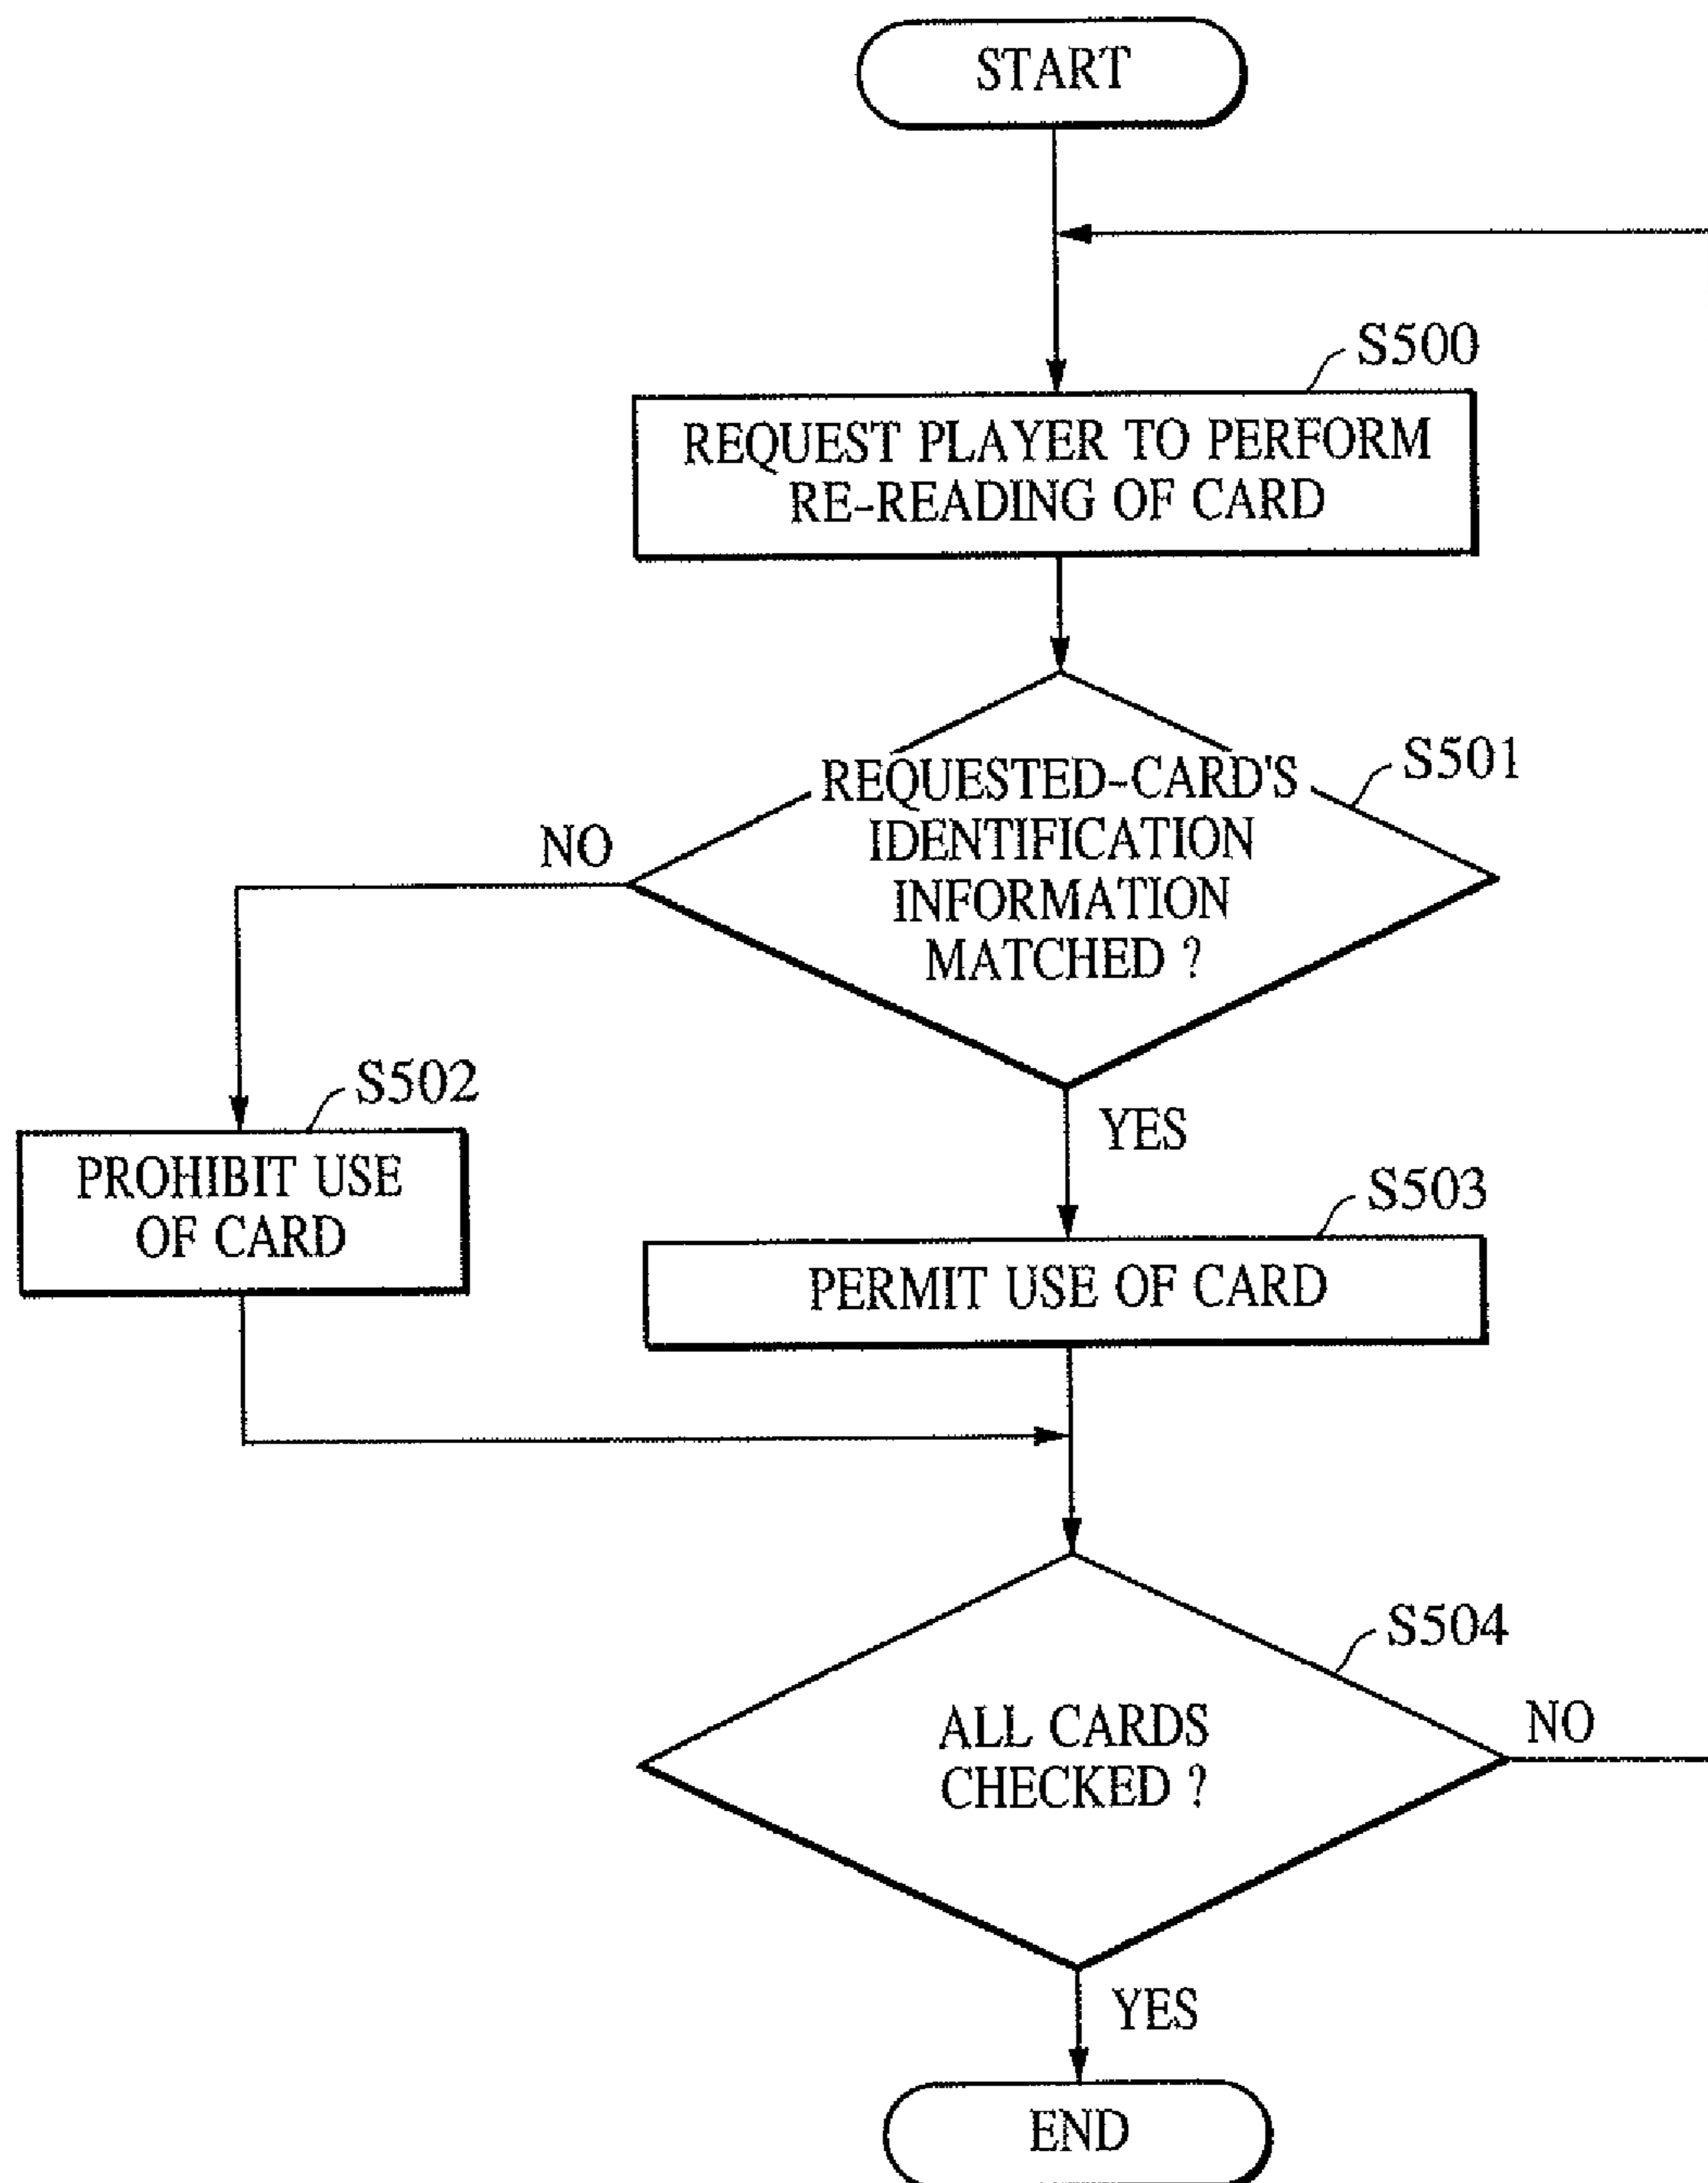 START
S500
REQUEST PLAYER TO PERFORM
RE-READING OF CARD
S501
REQUESTED-CARD'S
IDENTIFICATION
INFORMATION
MATCHED ?
NO
YES
S502
PROHIBIT USE
OF CARD
S503
PERMIT USE OF CARD
S504
ALL CARDS
CHECKED ?
NO
YES
END